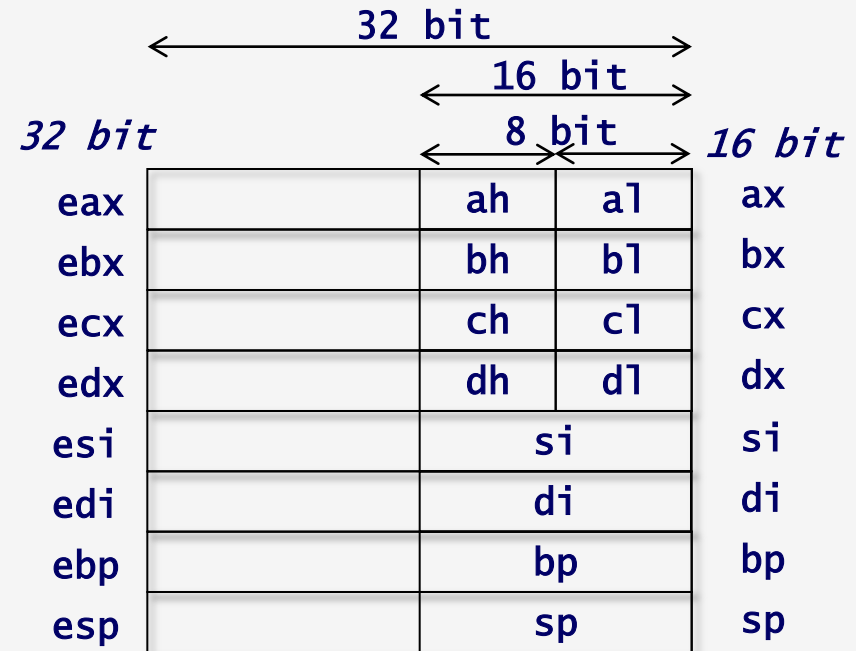 32 bit
16 bit
32 bit 8 bit 16 bit
eax ah al ax
ebx bh bl bx
ecx ch cl cx
edx dh dl dx
esi si si
edi di di
ebp bp bp
esp sp sp